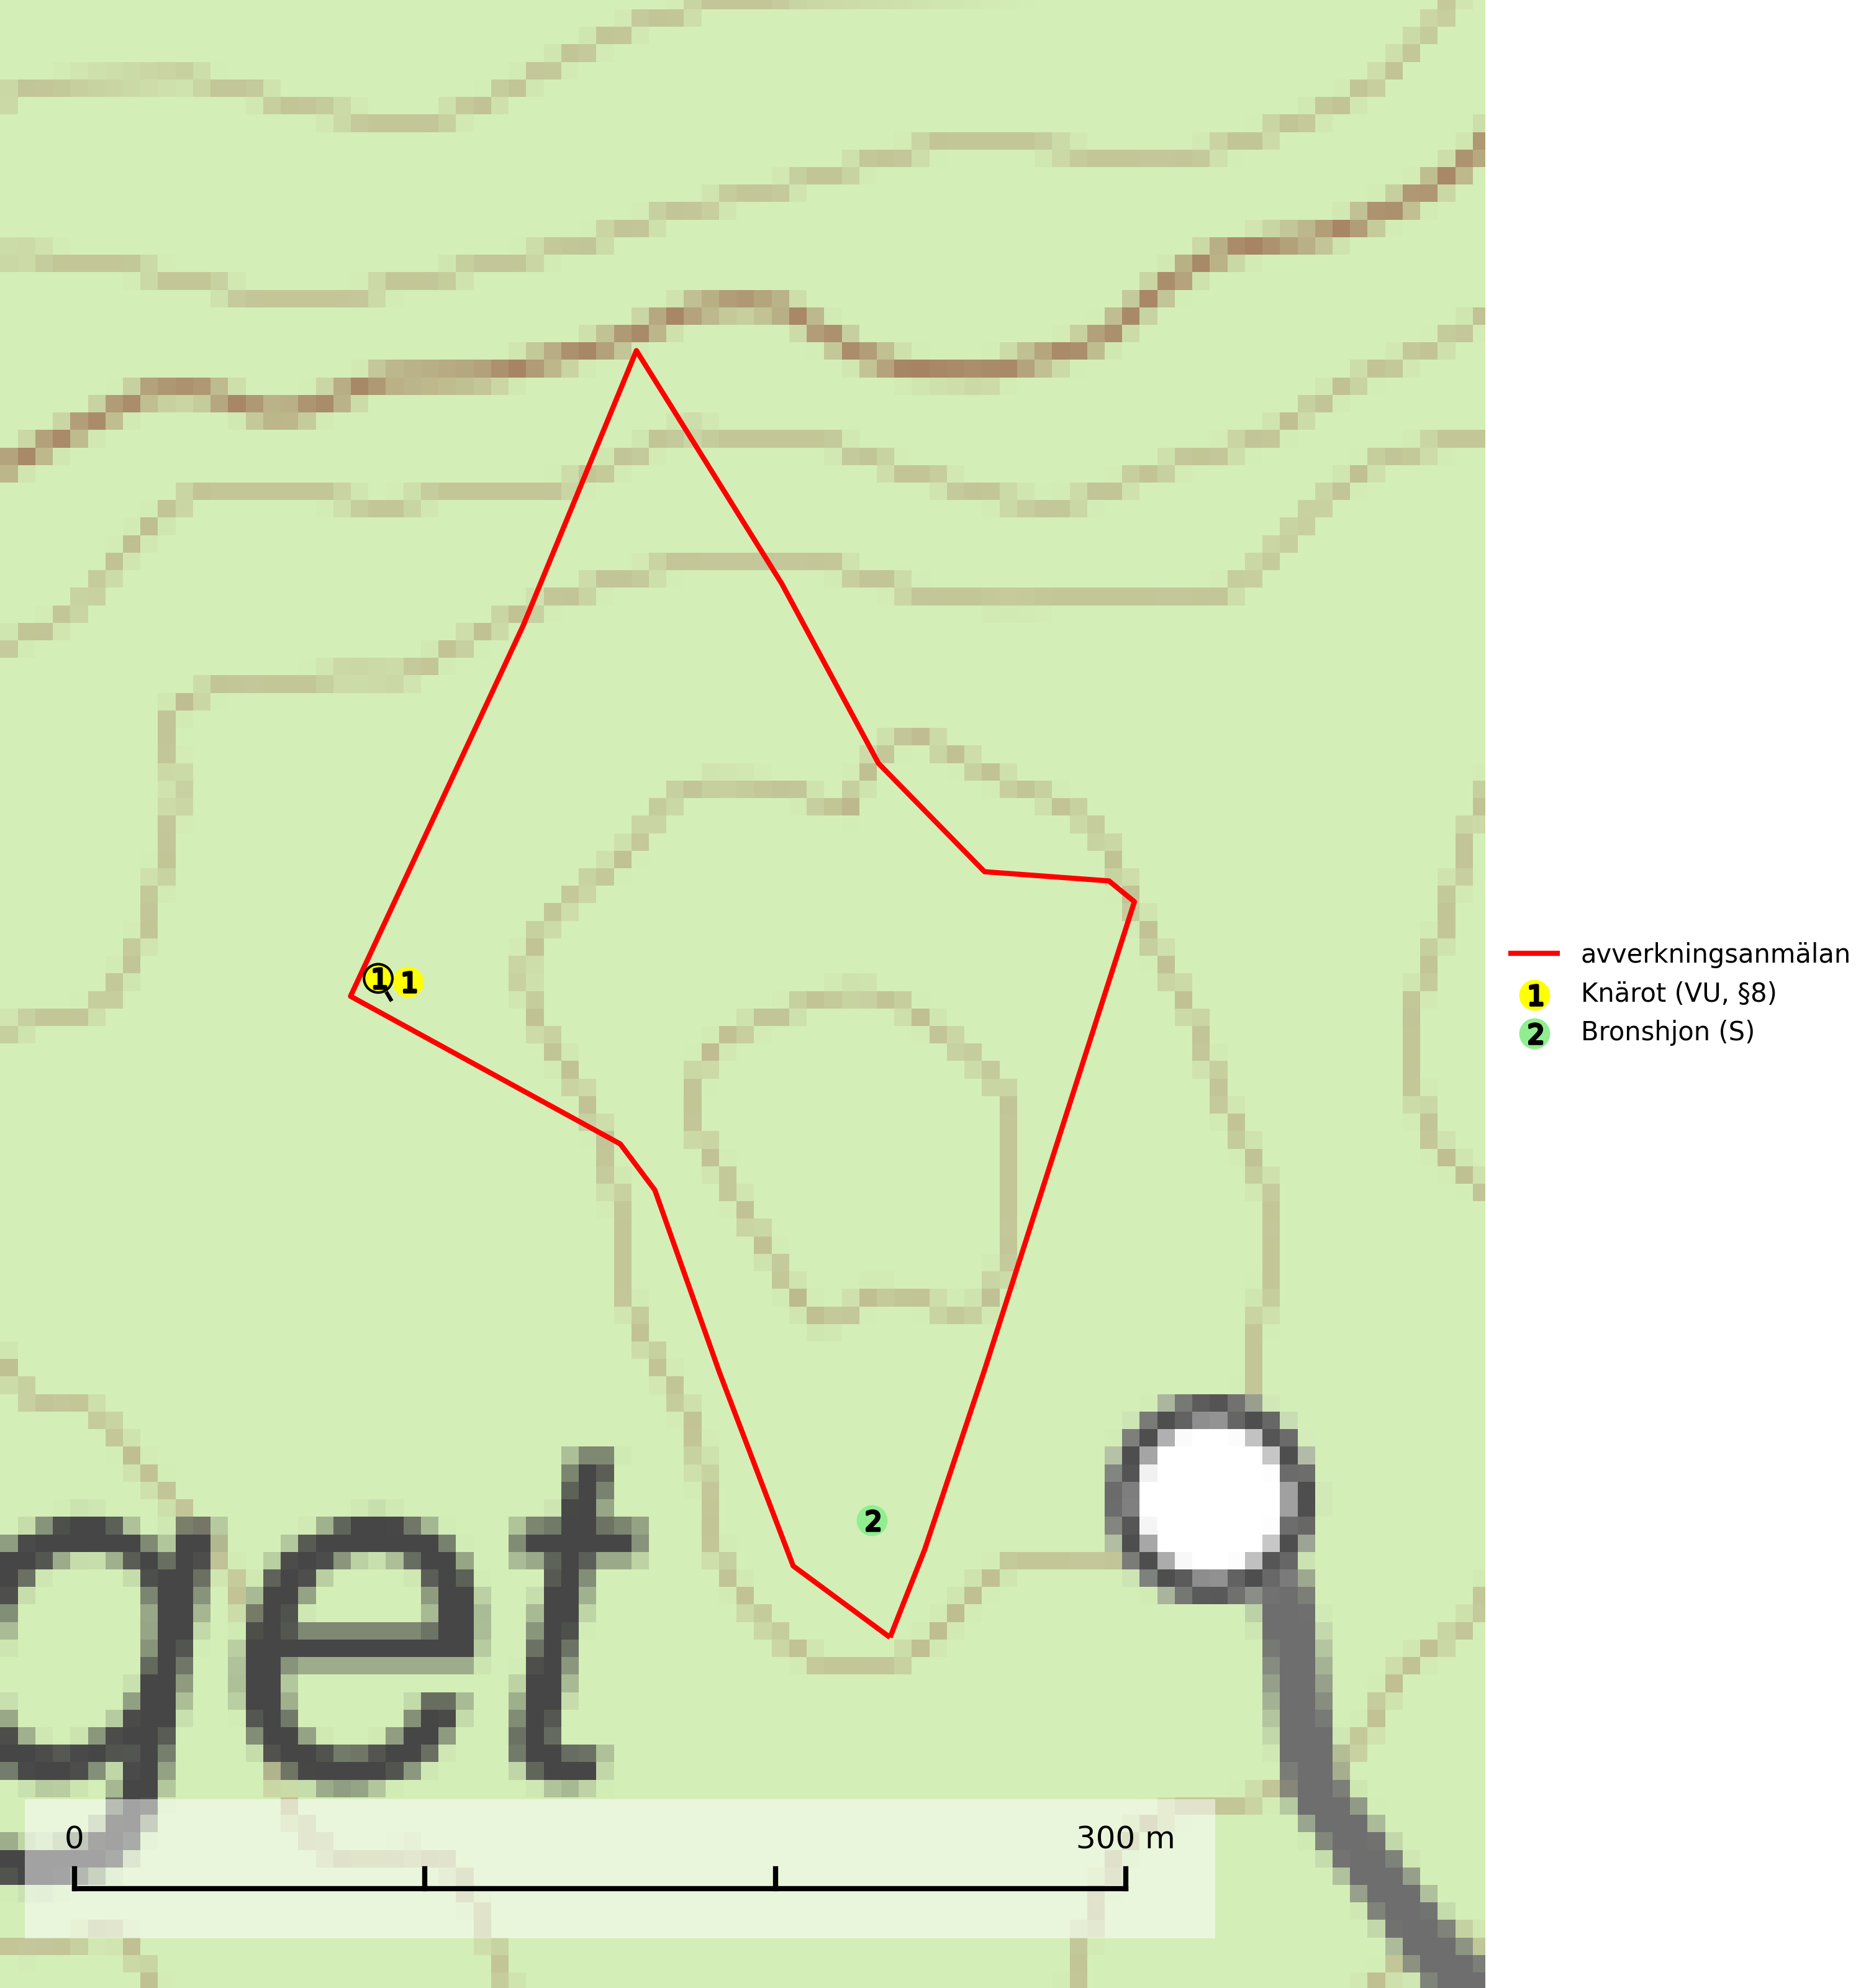 1 1
avverkningsanmälan
1 Knärot (VU, §8)
2 Bronshjon (S)
2
get
0 300 m